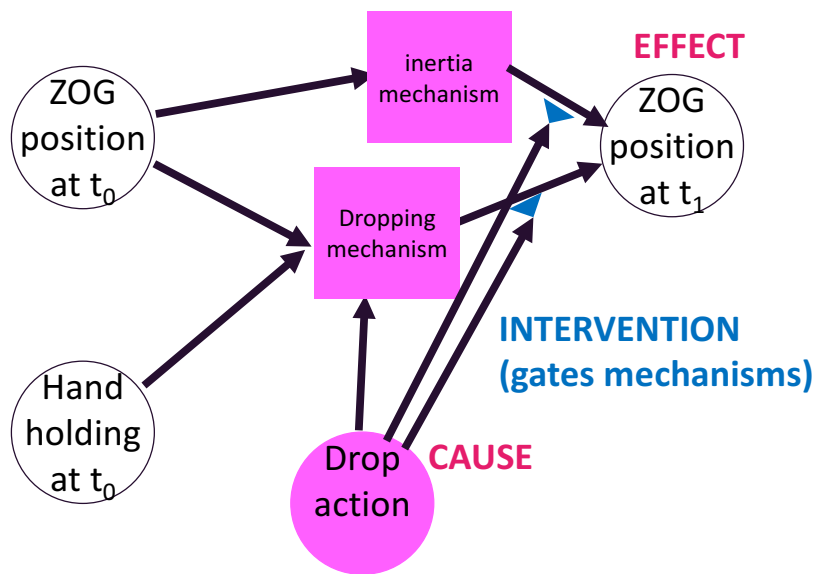 EFFECT
inertia
mechanism
ZOG
position
at t₀
ZOG
position
at t₁
Dropping
mechanism
INTERVENTION
(gates mechanisms)
Hand
holding
at t₀
CAUSE
Drop
action